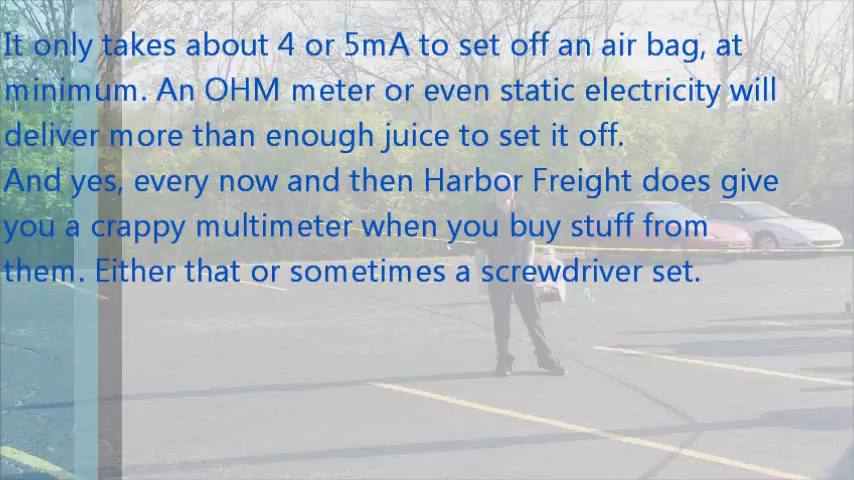 It only takes about 4 or 5mA to set off an air bag, at
minimum. An OHM meter or even static electricity will
deliver more than enough juice to set it off.
And yes, every now and then Harbor Freight does give
you a crappy multimeter when you buy stuff from
them. Either that or sometimes a screwdriver set.